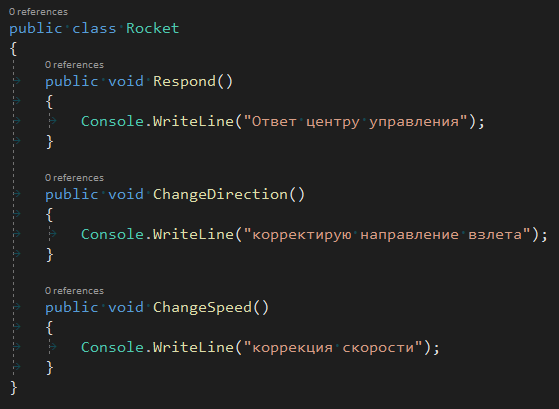 0 references
public class Rocket
{
0 references
public void Respond()
{
Console.WriteLine("Ответ центру управления");
}
0 references
public void ChangeDirection()
{
Console.WriteLine("корректирую направление взлета");
}
0 references
public void ChangeSpeed()
{
Console.WriteLine("коррекция скорости");
}
}